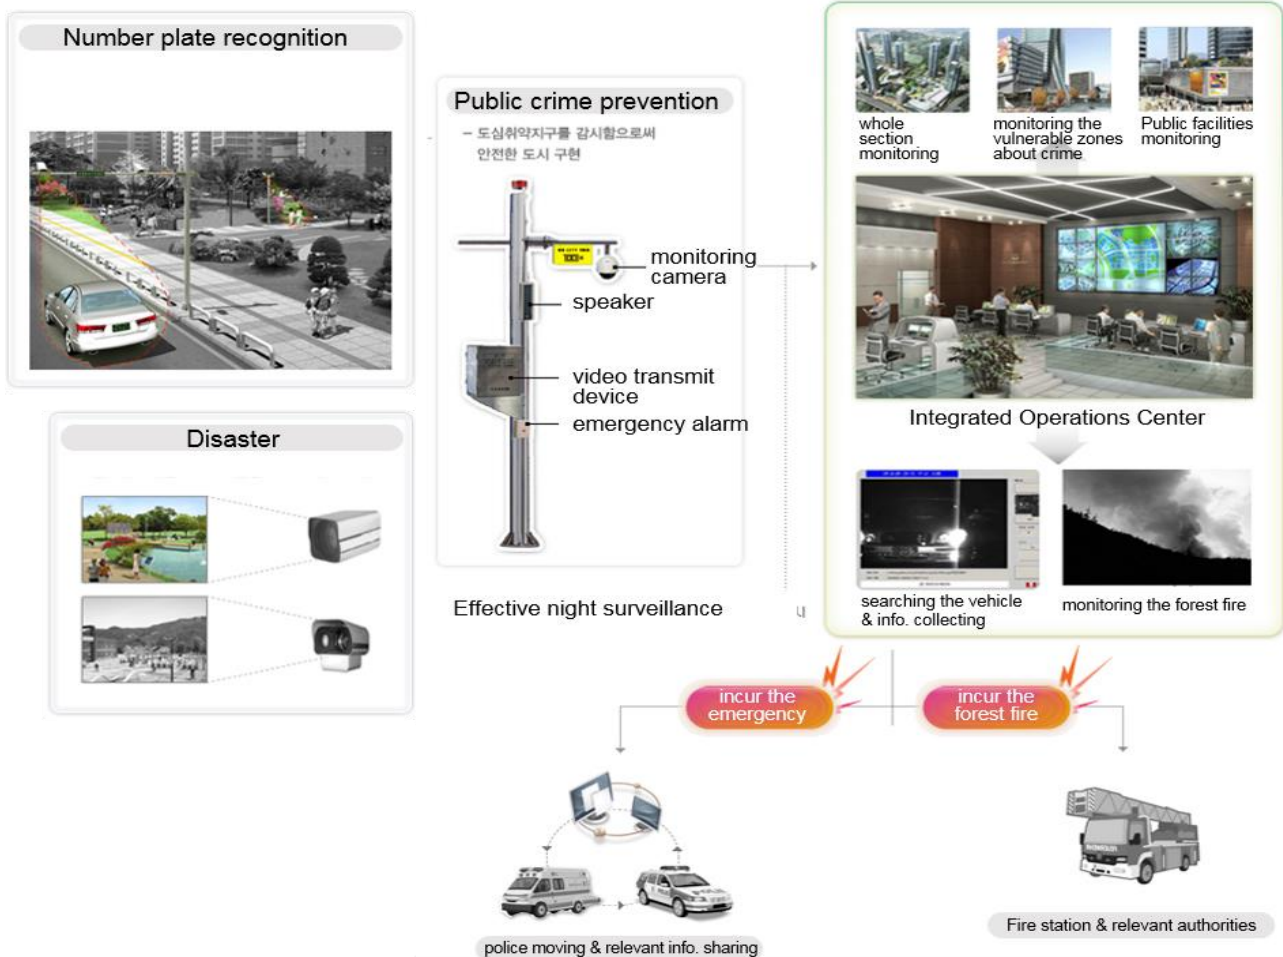 Number plate recognition
Public crime prevention
– 도심취약지구를 감시함으로써
안전한 도시 구현
monitoring
camera
speaker
video transmit
device
emergency alarm
Effective night surveillance
Disaster
whole
section
monitoring
monitoring the
vulnerable zones
about crime
Public facilities
monitoring
Integrated Operations Center
searching the vehicle
& info. collecting
monitoring the forest fire
incur the
emergency
incur the
forest fire
police moving & relevant info. sharing
Fire station & relevant authorities